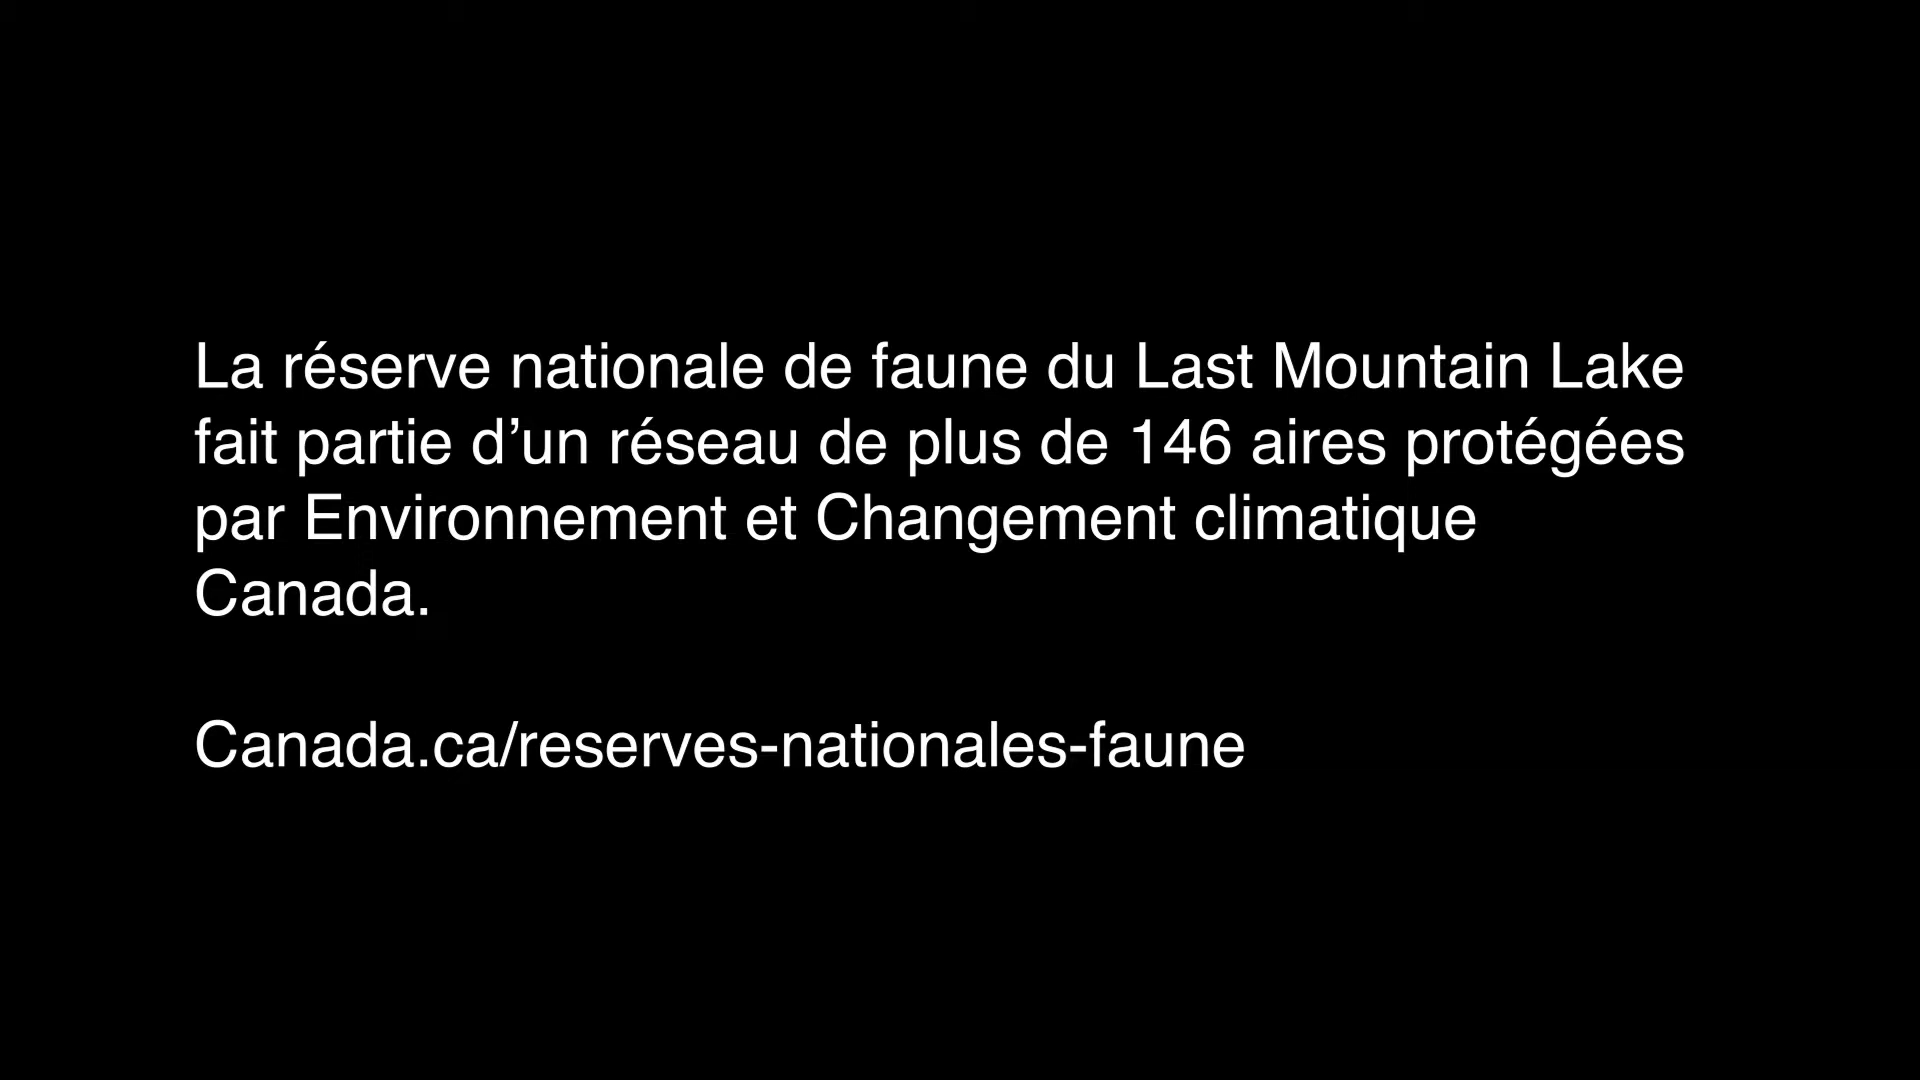 La réserve nationale de faune du Last Mountain Lake
fait partie d’un réseau de plus de 146 aires protégées
par Environnement et Changement climatique
Canada.
Canada.ca/reserves-nationales-faune